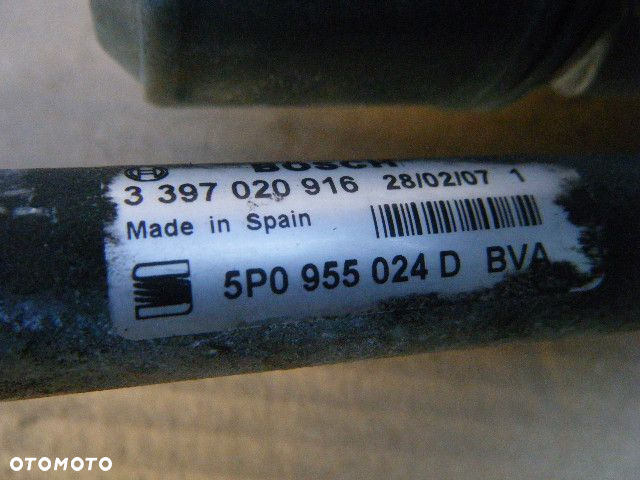 BOSCH
3 397 020 916 28/02/07 1
Made in Spain
5P0 955 024 D BVA
OTOMOTO